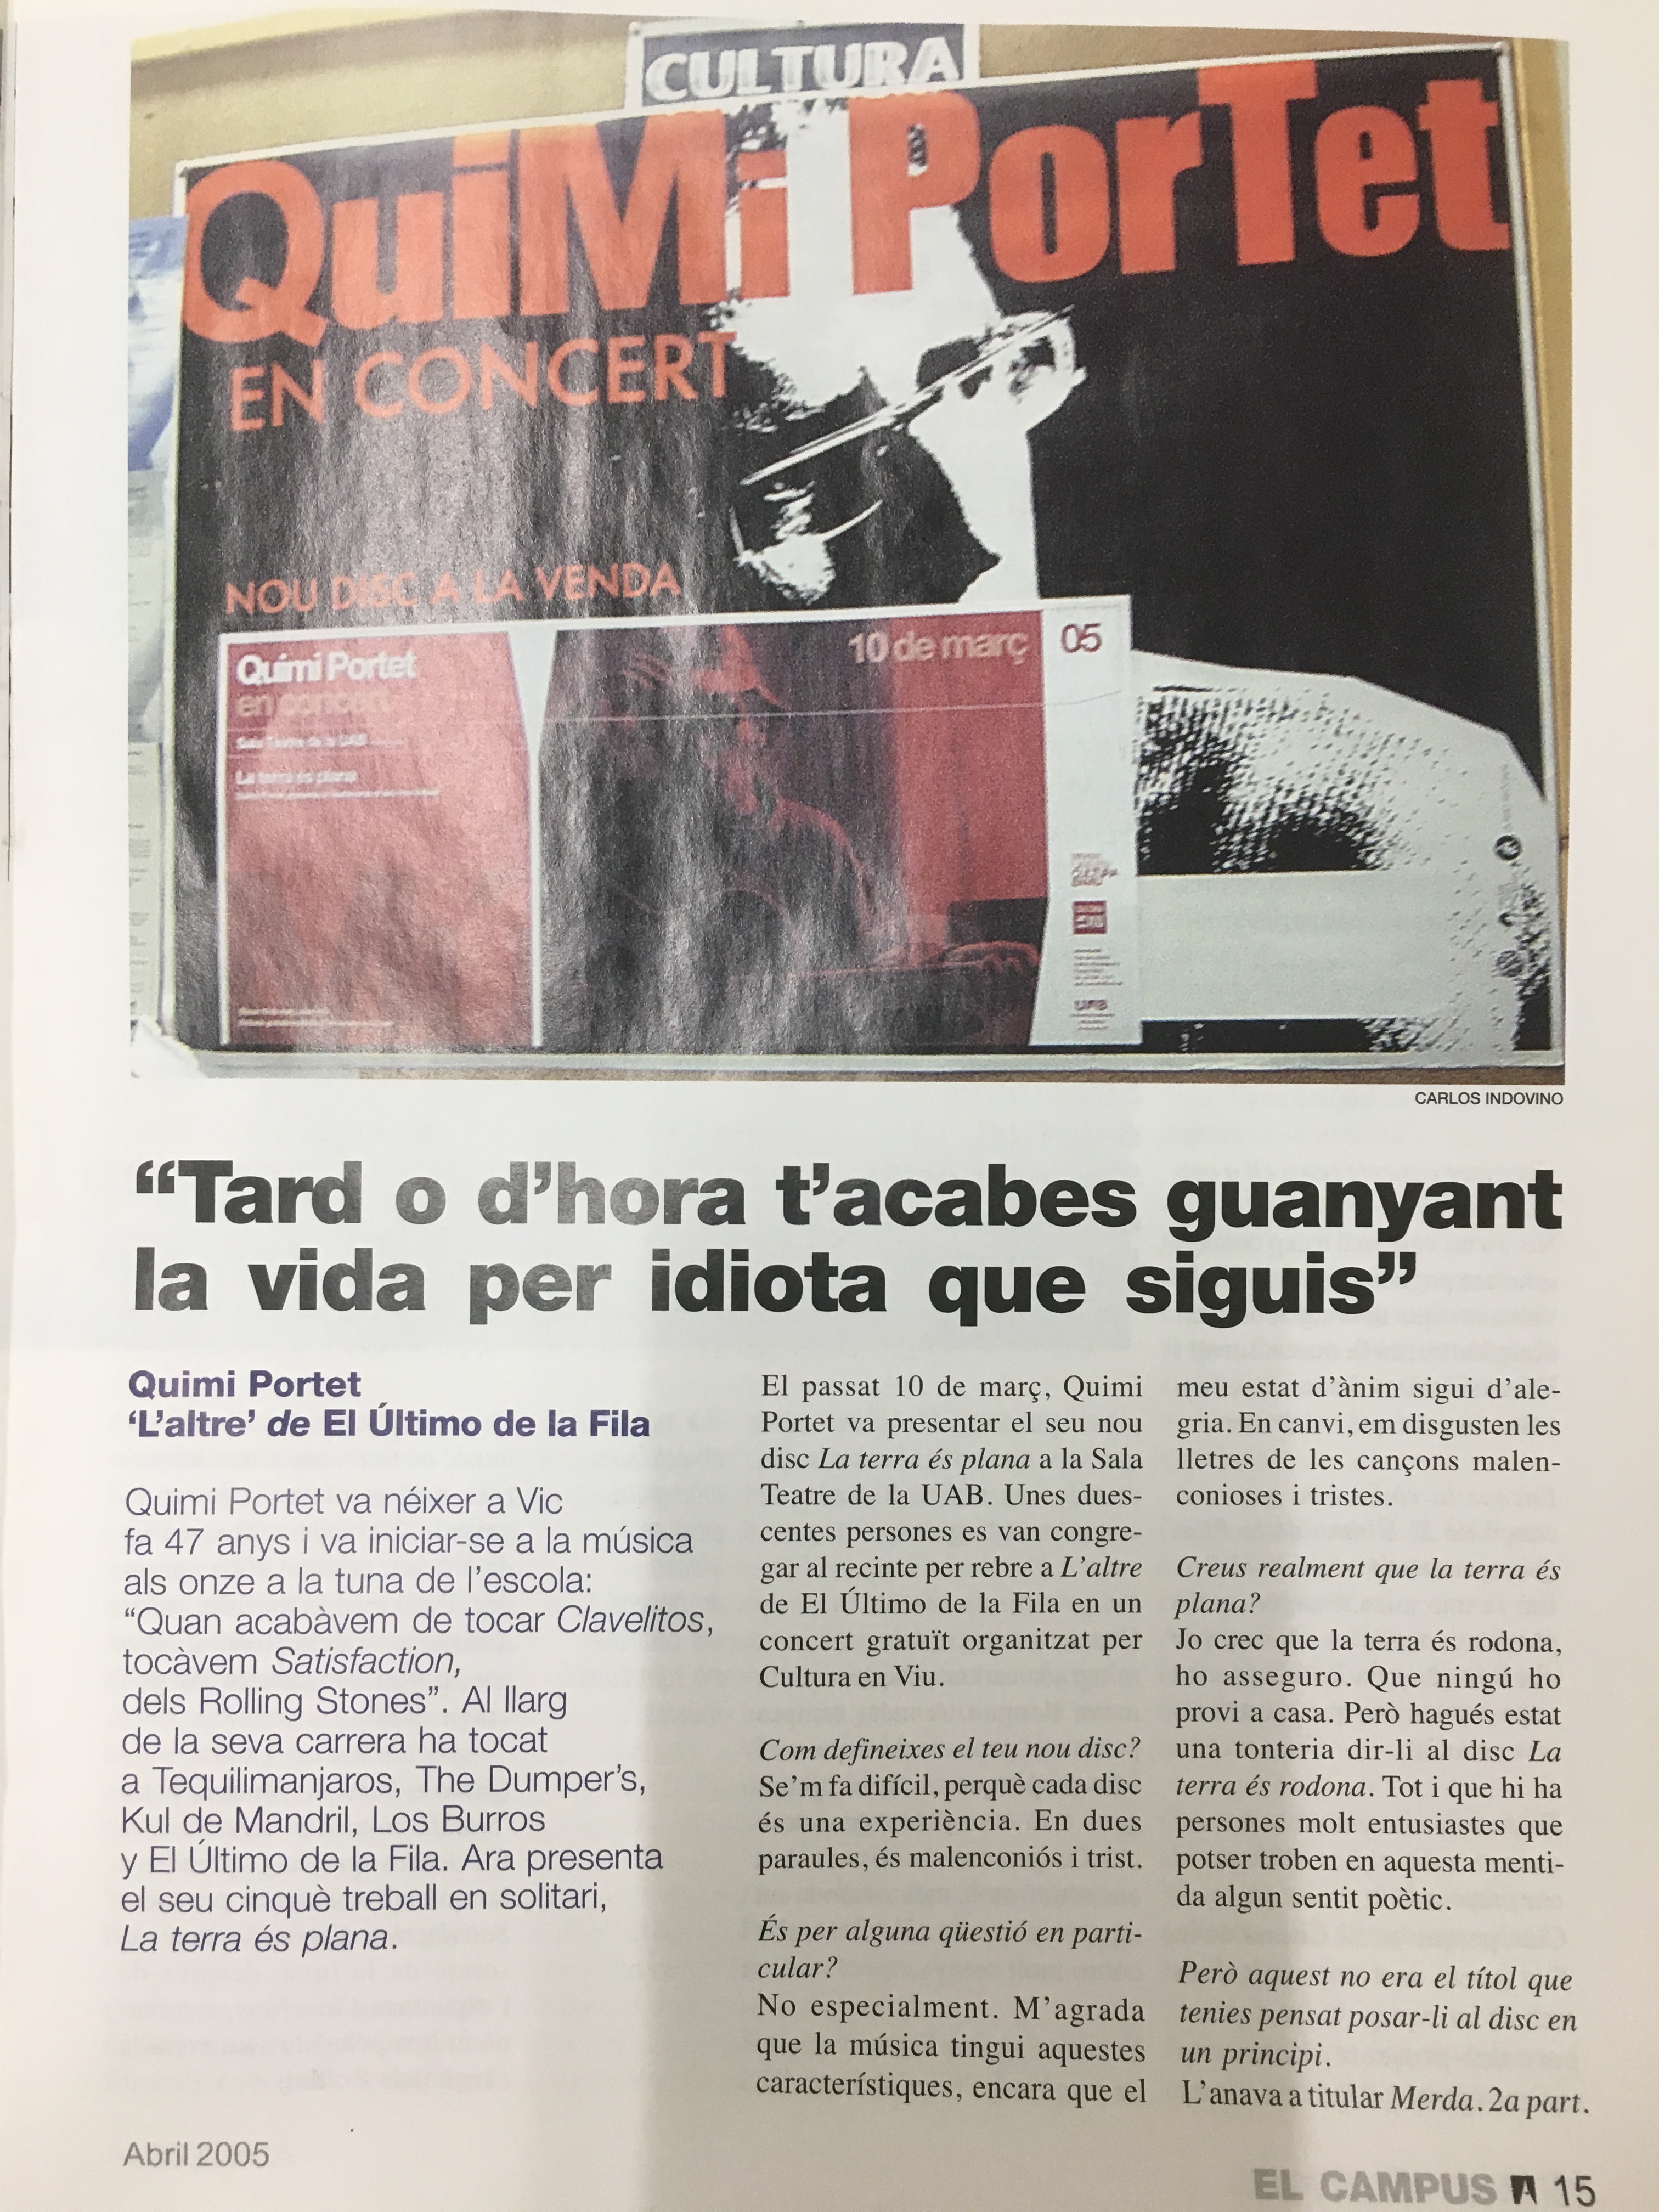 CULTURA
QuiMi PorTet
EN CONCERT
NOU DISC A LA VENDA
Quimi Portet
en concert
Sala Teatre de la UAB
La terra és plana
10 de març
05
UAB
CARLOS INDOVINO
“Tard o d’hora t’acabes guanyant
la vida per idiota que siguis”
Quimi Portet
‘L’altre’ de El Último de la Fila
Quimi Portet va néixer a Vic
fa 47 anys i va iniciar-se a la música
als onze a la tuna de l’escola:
“Quan acabàvem de tocar Clavelitos,
tocàvem Satisfaction,
dels Rolling Stones”. Al llarg
de la seva carrera ha tocat
a Tequilimanjaros, The Dumper’s,
Kul de Mandril, Los Burros
y El Último de la Fila. Ara presenta
el seu cinquè treball en solitari,
La terra és plana.
El passat 10 de març, Quimi
Portet va presentar el seu nou
disc La terra és plana a la Sala
Teatre de la UAB. Unes dues-
centes persones es van congre-
gar al recinte per rebre a L’altre
de El Último de la Fila en un
concert gratuït organitzat per
Cultura en Viu.
Com defineixes el teu nou disc?
Se’m fa difícil, perquè cada disc
és una experiència. En dues
paraules, és malenconiós i trist.
És per alguna qüestió en parti-
cular?
No especialment. M’agrada
que la música tingui aquestes
característiques, encara que el
meu estat d’ànim sigui d’ale-
gria. En canvi, em disgusten les
lletres de les cançons malen-
conioses i tristes.
Creus realment que la terra és
plana?
Jo crec que la terra és rodona,
ho asseguro. Que ningú ho
provi a casa. Però hagués estat
una tonteria dir-li al disc La
terra és rodona. Tot i que hi ha
persones molt entusiastes que
potser troben en aquesta menti-
da algun sentit poètic.
Però aquest no era el títol que
tenies pensat posar-li al disc en
un principi.
L’anava a titular Merda. 2a part.
Abril 2005
EL CAMPUS 15